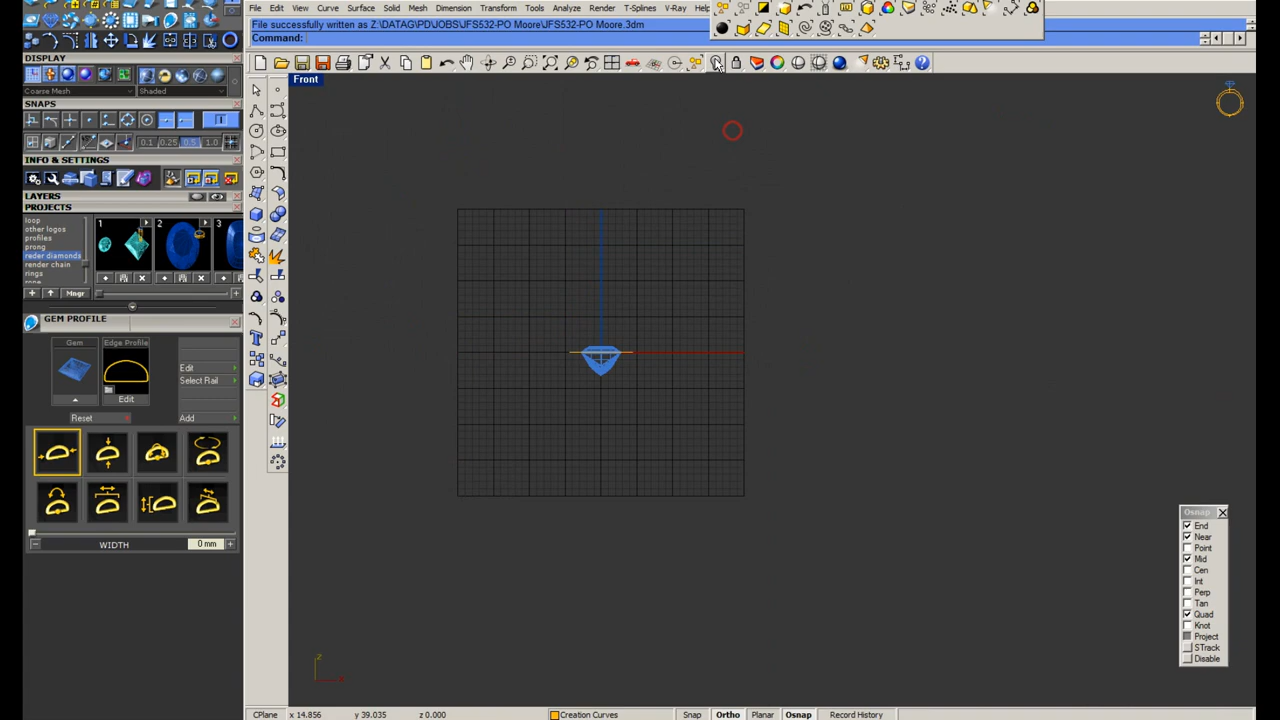 File Edit View Curve Surface Solid Mesh Dimension Transform Tools Analyze Render T-Splines Help
File successfully written as Z:\DATAG\PD\JOBS\JFS532-PO Moore\JFS532-PO Moore.3dm
Command:
DISPLAY
Coarse Mesh Shaded
SNAPS
0.1 0.25 0.5 1.0
INFO & SETTINGS
LAYERS
PROJECTS
loop
other logos
profiles
prong
reder diamonds
render chain
rings
1 2 3
Mngr
GEM PROFILE
Gem Edge Profile
Edit
Select Rail
Edit
Reset Add
WIDTH 0 mm
Front
z
x
Osnap
End
Near
Point
Mid
Cen
Int
Perp
Tan
Quad
Knot
Project
STrack
Disable
CPlane x 14.856 y 39.035 z 0.000 Creation Curves Snap Ortho Planar Osnap Record History